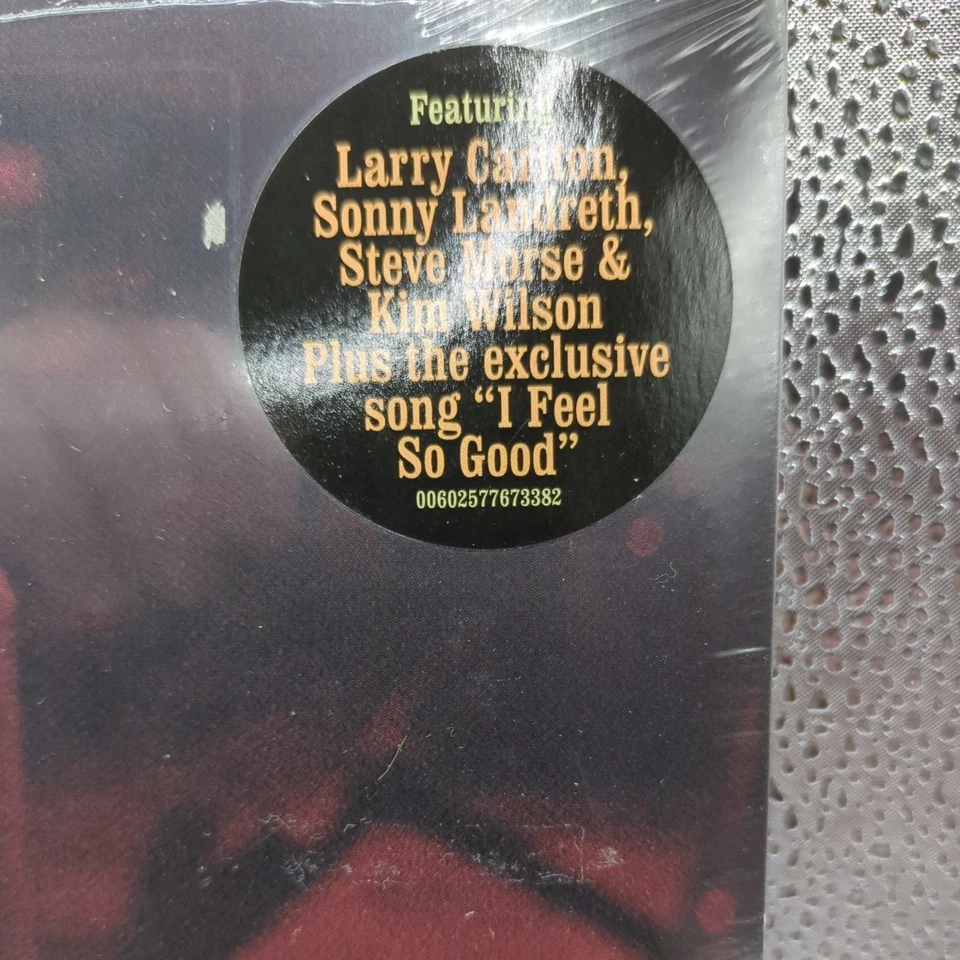 Featuring
Larry Carlton,
Sonny Landreth,
Steve Morse &
Kim Wilson
Plus the exclusive
song “I Feel
So Good”
00602577673382